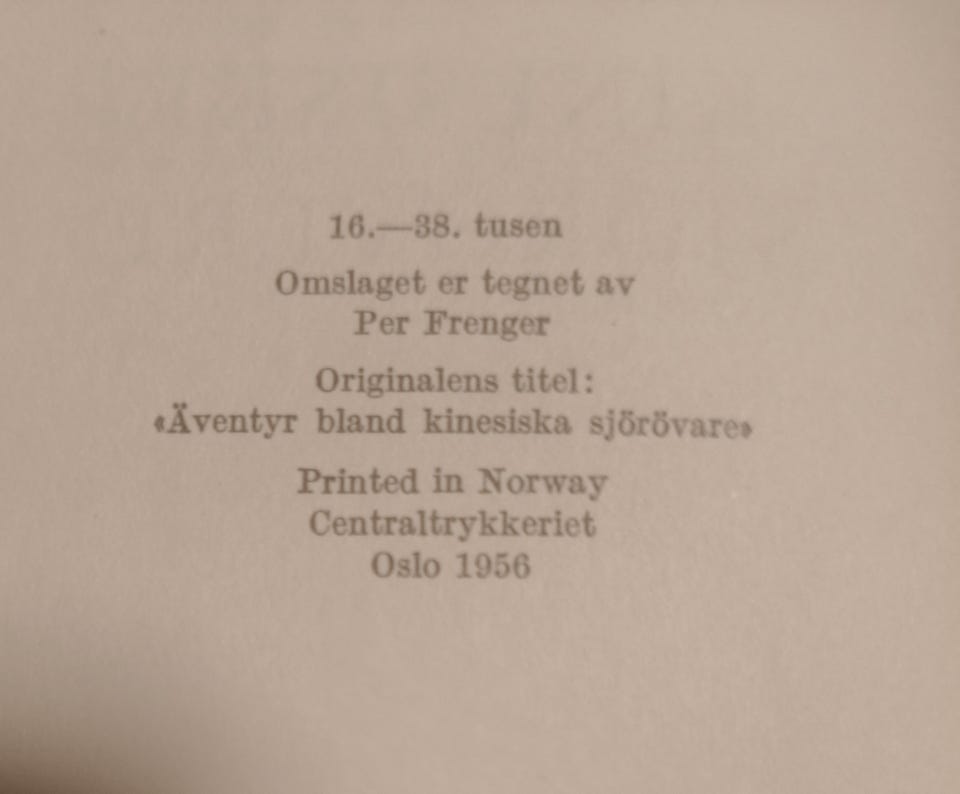 16.—38. tusen
Omslaget er tegnet av
Per Frenger
Originalens titel:
«Äventyr bland kinesiska sjörövare»
Printed in Norway
Centraltrykkeriet
Oslo 1956